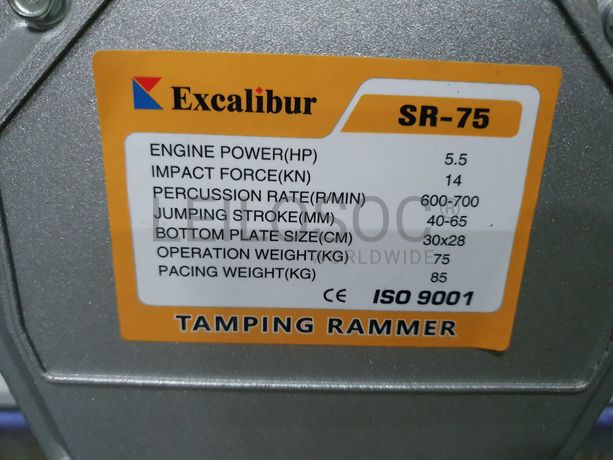 Excalibur SR-75
ENGINE POWER(HP) 5.5
IMPACT FORCE(KN) 14
PERCUSSION RATE(R/MIN) 600-700
JUMPING STROKE(MM) 40-65
LEILOSOC®
BOTTOM PLATE SIZE(CM) 30x28
WORLDWIDE
OPERATION WEIGHT(KG) 75
PACING WEIGHT(KG) 85
CE ISO 9001
TAMPING RAMMER